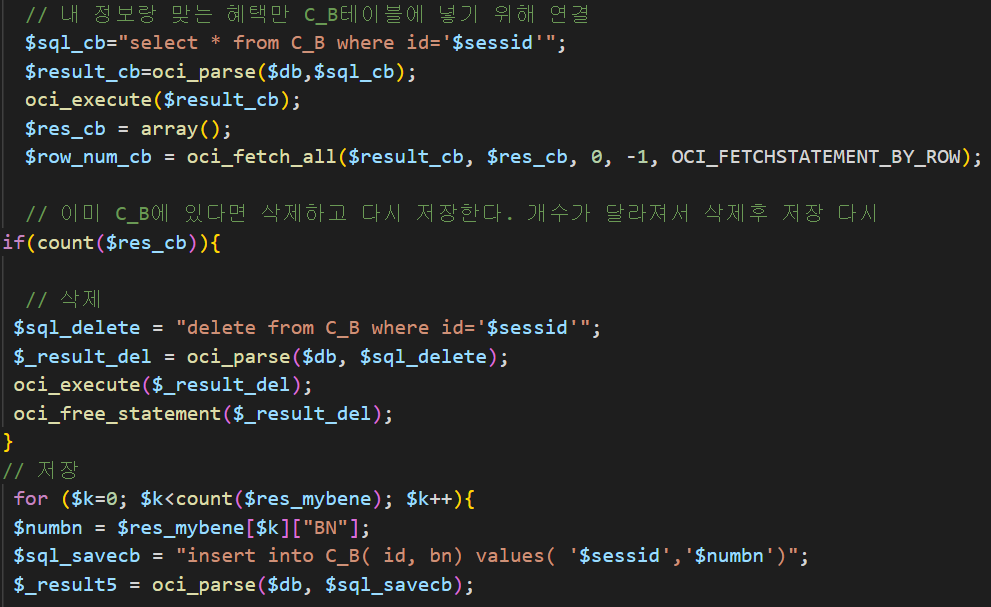 // 내 정보랑 맞는 혜택만 C_B테이블에 넣기 위해 연결
$sql_cb="select * from C_B where id='$sessid'";
$result_cb=oci_parse($db,$sql_cb);
oci_execute($result_cb);
$res_cb = array();
$row_num_cb = oci_fetch_all($result_cb, $res_cb, 0, -1, OCI_FETCHSTATEMENT_BY_ROW);
// 이미 C_B에 있다면 삭제하고 다시 저장한다. 개수가 달라져서 삭제후 저장 다시
if(count($res_cb)){
// 삭제
$sql_delete = "delete from C_B where id='$sessid'";
$_result_del = oci_parse($db, $sql_delete);
oci_execute($_result_del);
oci_free_statement($_result_del);
}
// 저장
for ($k=0; $k<count($res_mybene); $k++){
$numbn = $res_mybene[$k]["BN"];
$sql_savecb = "insert into C_B( id, bn) values( '$sessid','$numbn')";
$_result5 = oci_parse($db, $sql_savecb);